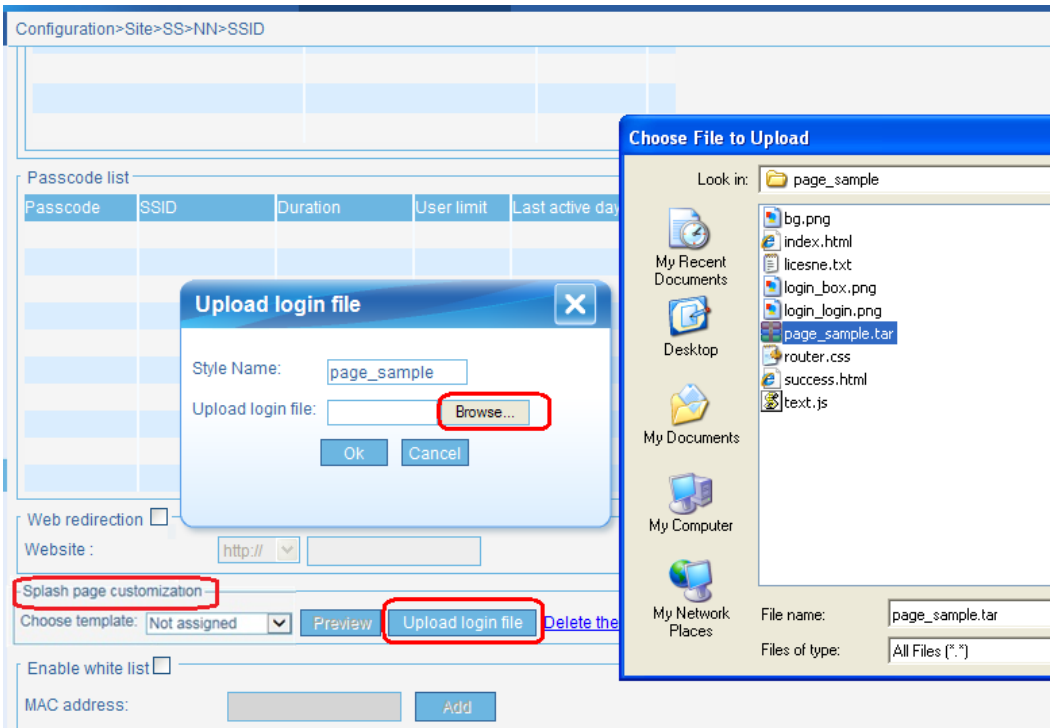 Configuration>Site>SS>NN>SSID
Passcode list
Passcode SSID Duration User limit Last active day
Upload login file
Style Name: page_sample
Upload login file: Browse...
Ok Cancel
Web redirection
Website : http://
Splash page customization
Choose template: Not assigned Preview Upload login file Delete the
Enable white list
MAC address: Add
Choose File to Upload
Look in: page_sample
My Recent
Documents
Desktop
My Documents
My Computer
My Network
Places
bg.png
index.html
licesne.txt
login_box.png
login_login.png
page_sample.tar
router.css
success.html
text.js
File name: page_sample.tar
Files of type: All Files (*.*)